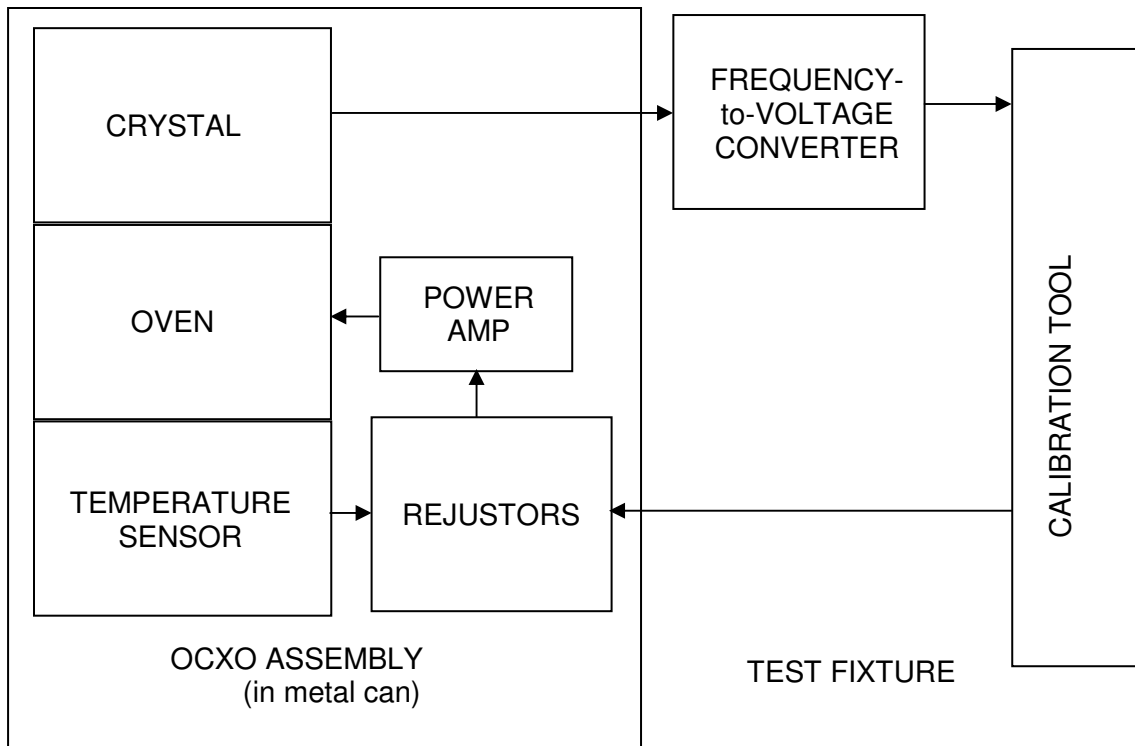 CRYSTAL
FREQUENCY-
to-VOLTAGE
CONVERTER
OVEN
POWER
AMP
TEMPERATURE
SENSOR
REJUSTORS
CALIBRATION TOOL
OCXO ASSEMBLY
(in metal can)
TEST FIXTURE